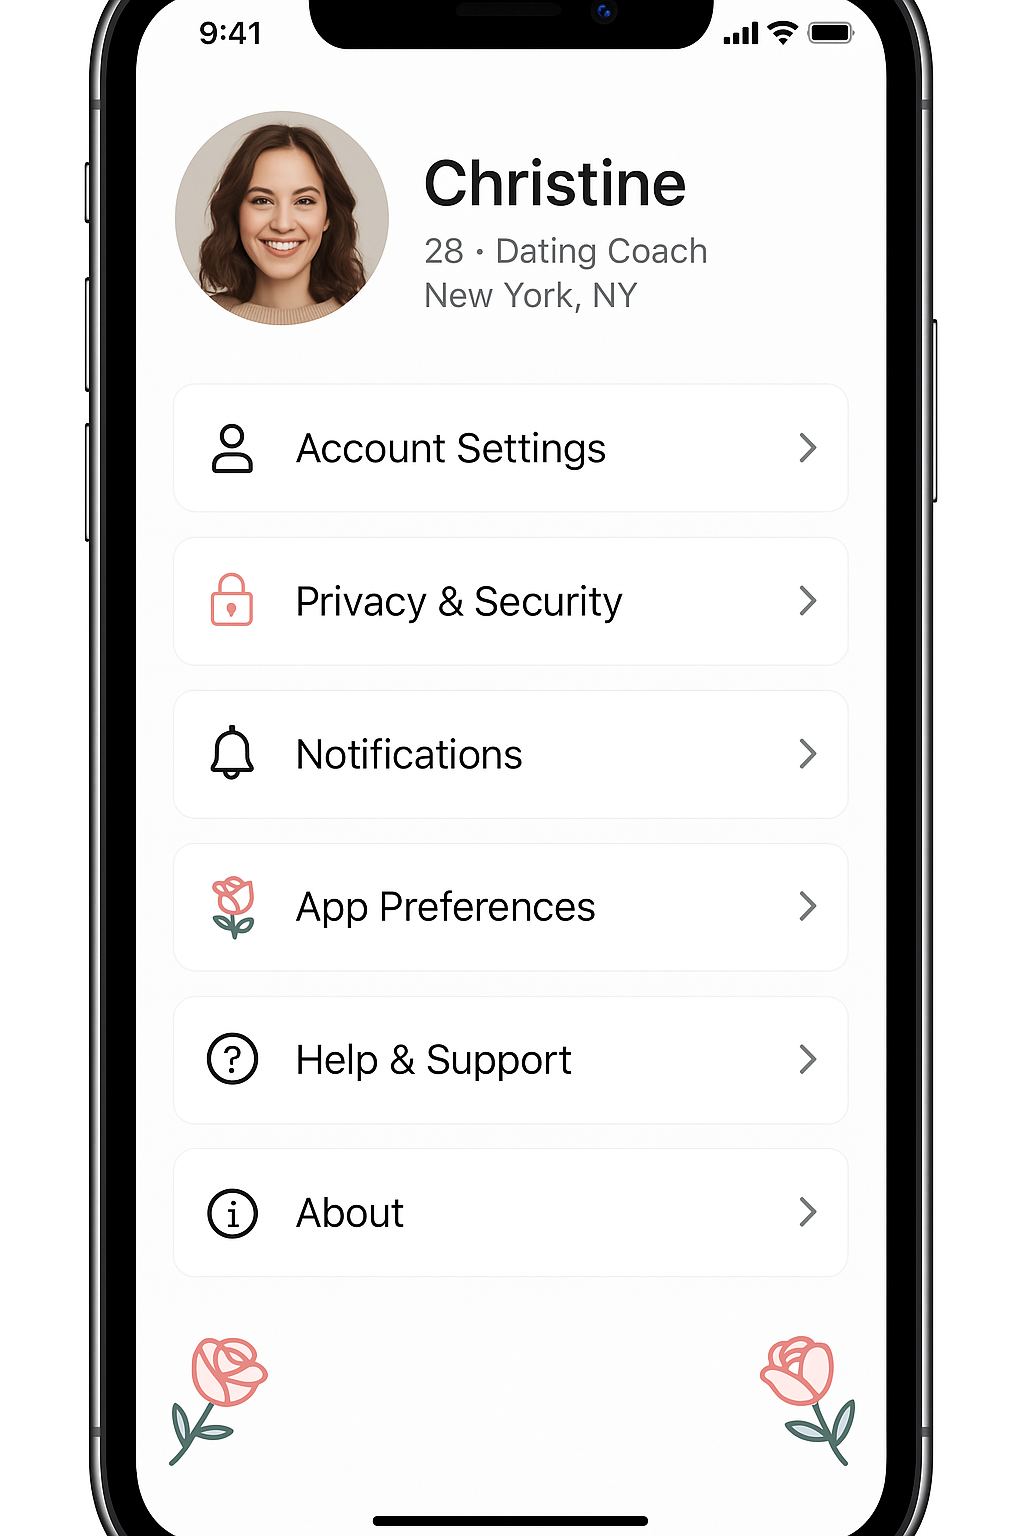 9:41
Christine
28 · Dating Coach
New York, NY
Account Settings
Privacy & Security
Notifications
App Preferences
Help & Support
About